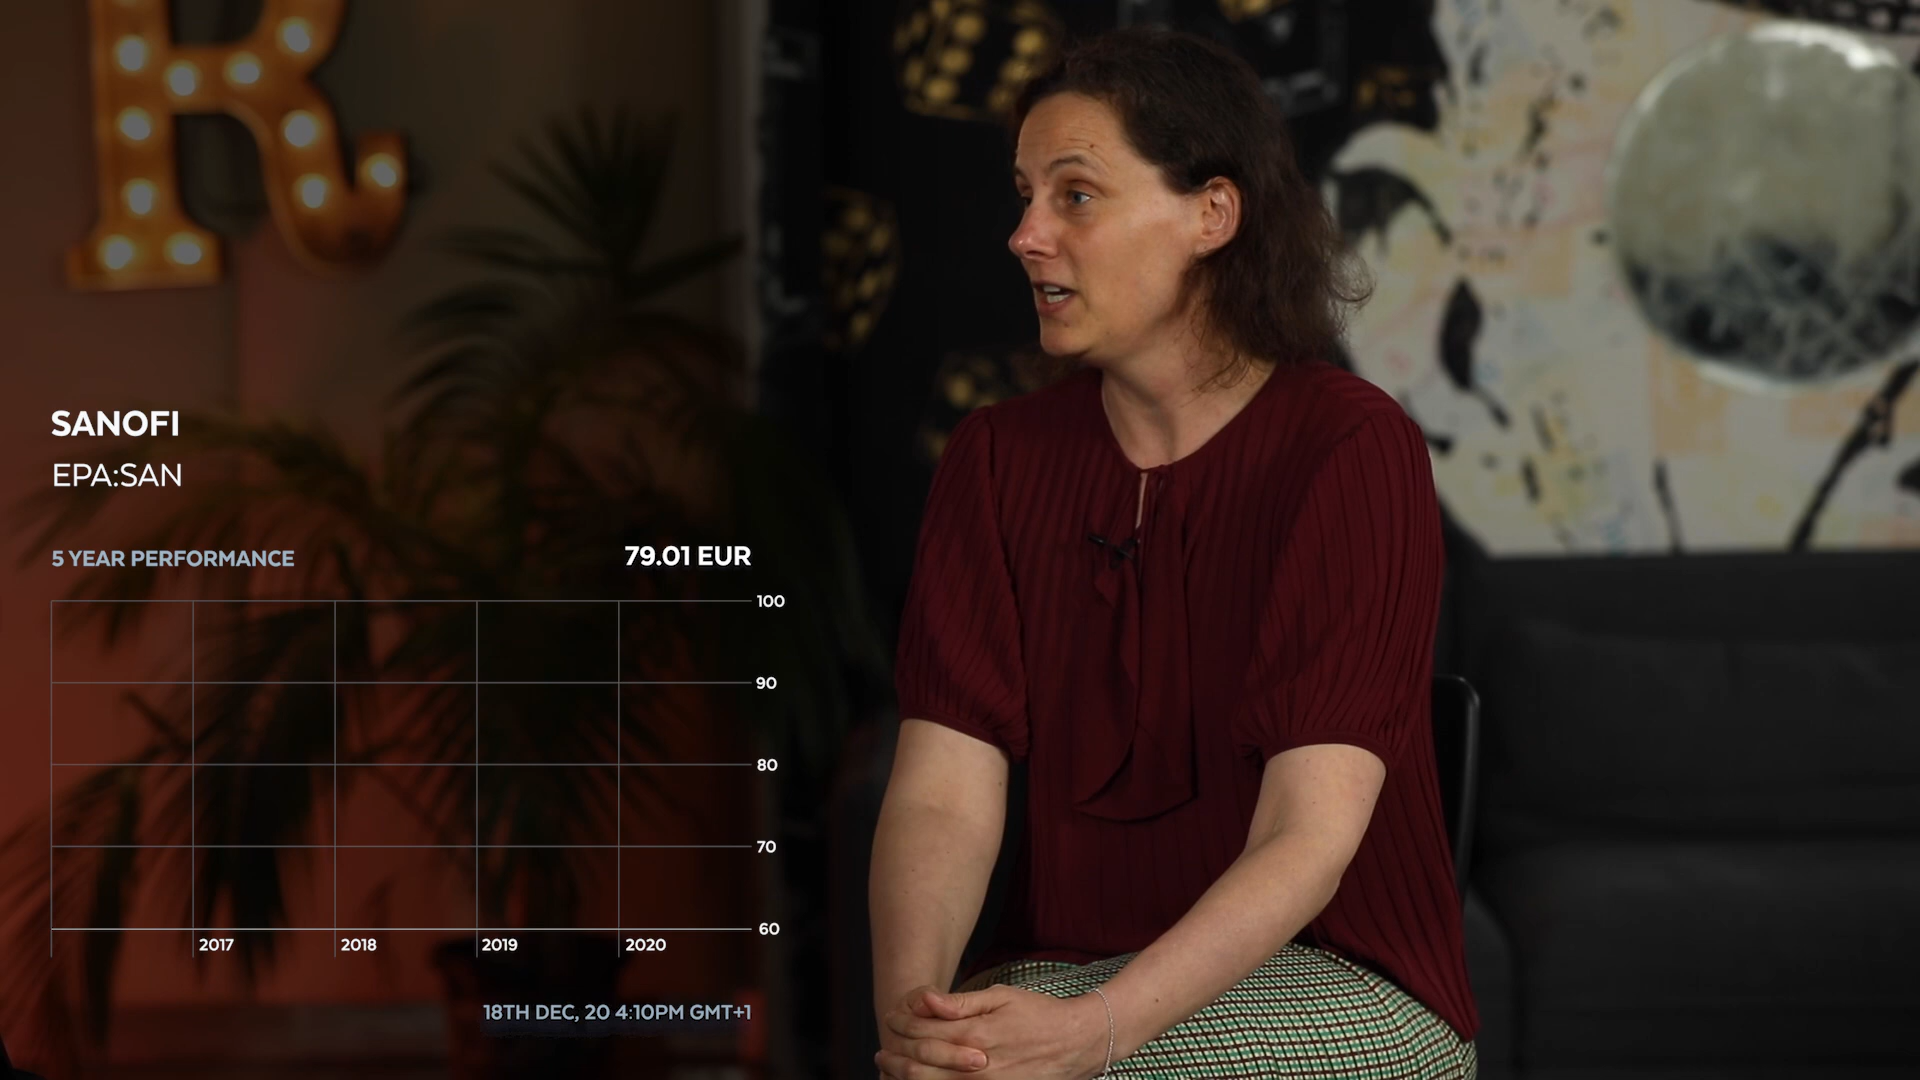 R
SANOFI
EPA:SAN
5 YEAR PERFORMANCE
79.01 EUR
100
90
80
70
60
2017 2018 2019 2020
18TH DEC, 20 4:10PM GMT+1